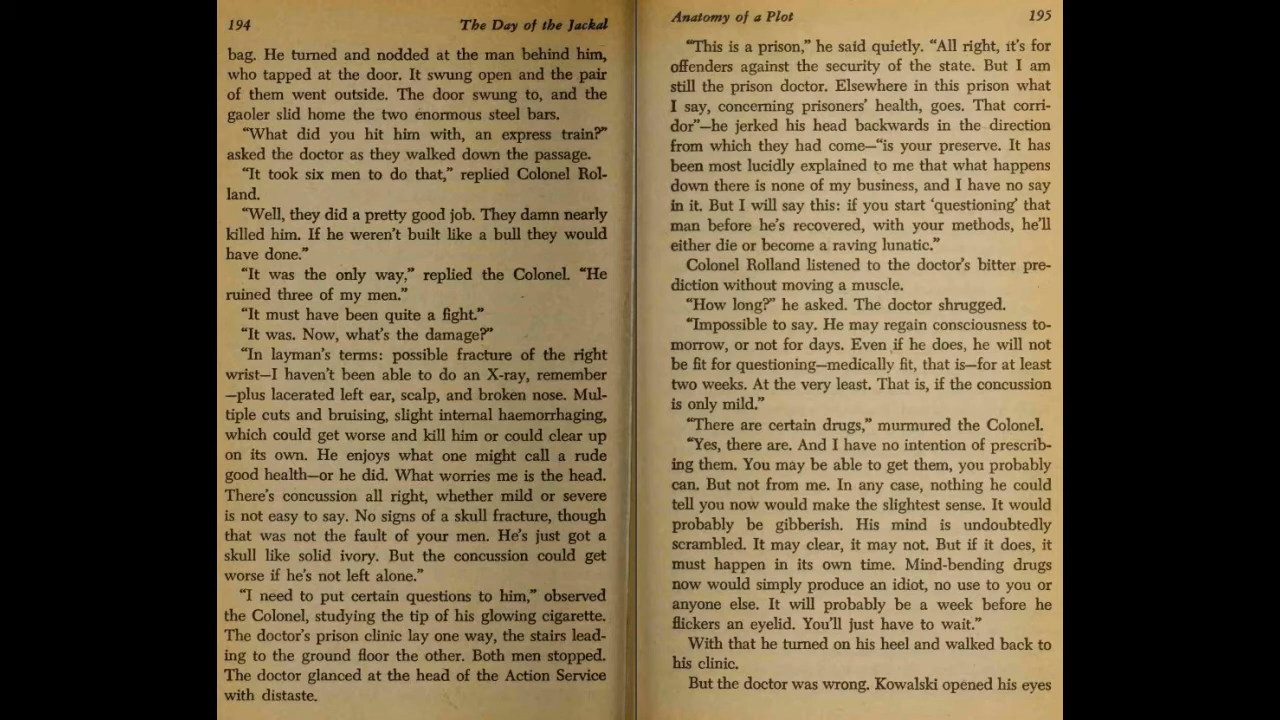 194
The Day of the Jackal
bag. He turned and nodded at the man behind him,
who tapped at the door. It swung open and the pair
of them went outside. The door swung to, and the
gaoler slid home the two enormous steel bars.
“What did you hit him with, an express train?”
asked the doctor as they walked down the passage.
“It took six men to do that,” replied Colonel Rol-
land.
“Well, they did a pretty good job. They damn nearly
killed him. If he weren’t built like a bull they would
have done.”
“It was the only way,” replied the Colonel. “He
ruined three of my men.”
“It must have been quite a fight.”
“It was. Now, what’s the damage?”
“In layman’s terms: possible fracture of the right
wrist—I haven’t been able to do an X-ray, remember
—plus lacerated left ear, scalp, and broken nose. Mul-
tiple cuts and bruising, slight internal haemorrhaging,
which could get worse and kill him or could clear up
on its own. He enjoys what one might call a rude
good health—or he did. What worries me is the head.
There’s concussion all right, whether mild or severe
is not easy to say. No signs of a skull fracture, though
that was not the fault of your men. He’s just got a
skull like solid ivory. But the concussion could get
worse if he’s not left alone.”
“I need to put certain questions to him,” observed
the Colonel, studying the tip of his glowing cigarette.
The doctor’s prison clinic lay one way, the stairs lead-
ing to the ground floor the other. Both men stopped.
The doctor glanced at the head of the Action Service
with distaste.
Anatomy of a Plot
195
“This is a prison,” he said quietly. “All right, it’s for
offenders against the security of the state. But I am
still the prison doctor. Elsewhere in this prison what
I say, concerning prisoners’ health, goes. That corri-
dor”—he jerked his head backwards in the direction
from which they had come—“is your preserve. It has
been most lucidly explained to me that what happens
down there is none of my business, and I have no say
in it. But I will say this: if you start ‘questioning’ that
man before he’s recovered, with your methods, he’ll
either die or become a raving lunatic.”
Colonel Rolland listened to the doctor’s bitter pre-
diction without moving a muscle.
“How long?” he asked. The doctor shrugged.
“Impossible to say. He may regain consciousness to-
morrow, or not for days. Even if he does, he will not
be fit for questioning—medically fit, that is—for at least
two weeks. At the very least. That is, if the concussion
is only mild.”
“There are certain drugs,” murmured the Colonel.
“Yes, there are. And I have no intention of prescrib-
ing them. You may be able to get them, you probably
can. But not from me. In any case, nothing he could
tell you now would make the slightest sense. It would
probably be gibberish. His mind is undoubtedly
scrambled. It may clear, it may not. But if it does, it
must happen in its own time. Mind-bending drugs
now would simply produce an idiot, no use to you or
anyone else. It will probably be a week before he
flickers an eyelid. You’ll just have to wait.”
With that he turned on his heel and walked back to
his clinic.
But the doctor was wrong. Kowalski opened his eyes